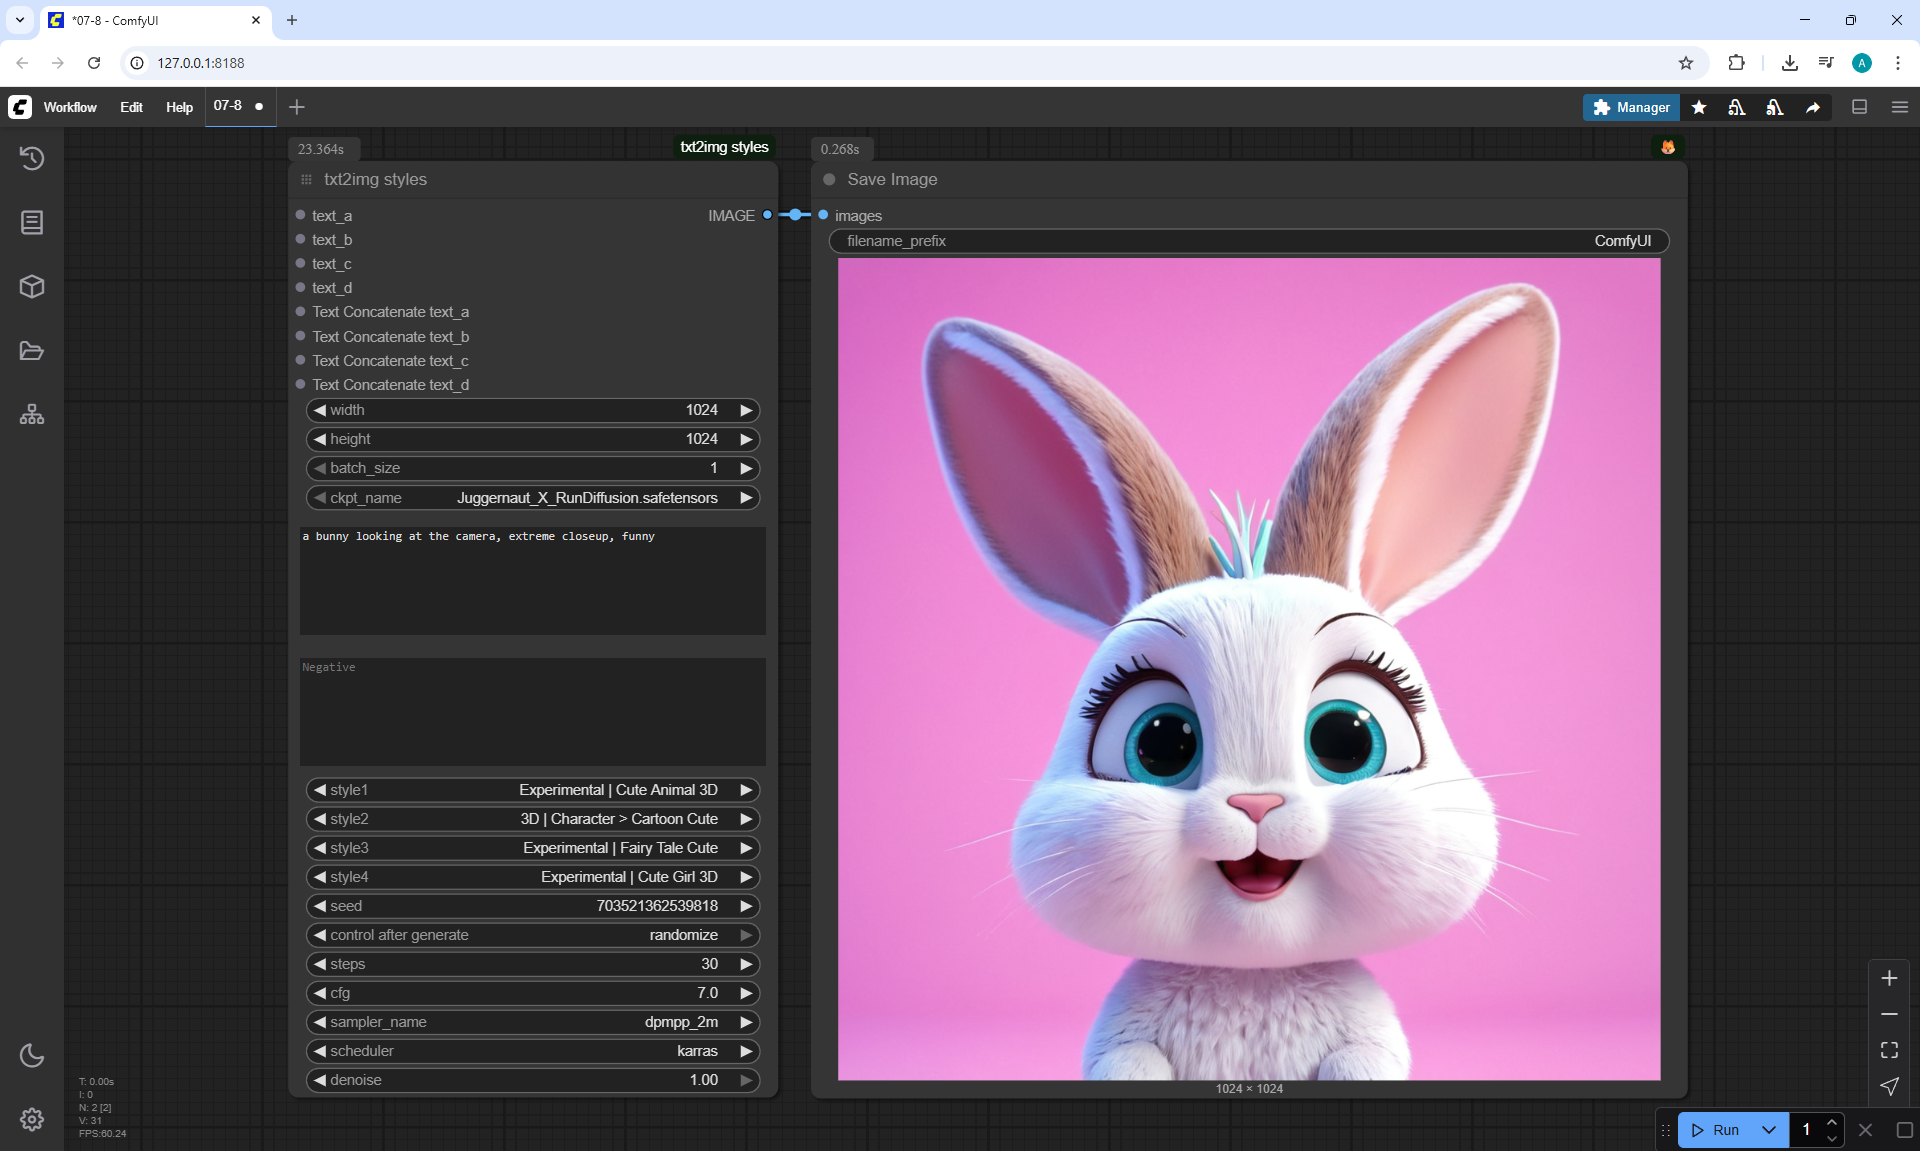 *07-8 - ComfyUI
127.0.0.1:8188
A
Workflow Edit Help 07-8
Manager
23.364s
txt2img styles
0.268s
txt2img styles
Save Image
text_a
IMAGE
images
text_b
filename_prefix ComfyUI
text_c
text_d
Text Concatenate text_a
Text Concatenate text_b
Text Concatenate text_c
Text Concatenate text_d
width 1024
height 1024
batch_size 1
ckpt_name Juggernaut_X_RunDiffusion.safetensors
a bunny looking at the camera, extreme closeup, funny
Negative
style1 Experimental | Cute Animal 3D
style2 3D | Character > Cartoon Cute
style3 Experimental | Fairy Tale Cute
style4 Experimental | Cute Girl 3D
seed 703521362539818
control after generate randomize
steps 30
cfg 7.0
sampler_name dpmpp_2m
scheduler karras
denoise 1.00
1024 × 1024
T: 0.00s
I: 0
N: 2 [2]
V: 31
FPS:60.24
Run 1